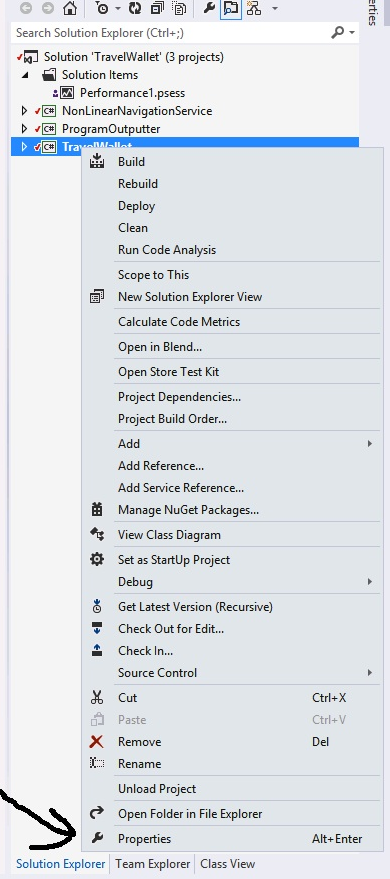 erties
Search Solution Explorer (Ctrl+;)
Solution 'TravelWallet' (3 projects)
Solution Items
Performance1.psess
C# NonLinearNavigationService
C# ProgramOutputter
C# TravelWallet
Build
Rebuild
Deploy
Clean
Run Code Analysis
Scope to This
New Solution Explorer View
Calculate Code Metrics
Open in Blend...
Open Store Test Kit
Project Dependencies...
Project Build Order...
Add
Add Reference...
Add Service Reference...
Manage NuGet Packages...
View Class Diagram
Set as StartUp Project
Debug
Get Latest Version (Recursive)
Check Out for Edit...
Check In...
Source Control
Cut Ctrl+X
Paste Ctrl+V
Remove Del
Rename
Unload Project
Open Folder in File Explorer
Properties Alt+Enter
Solution Explorer Team Explorer Class View